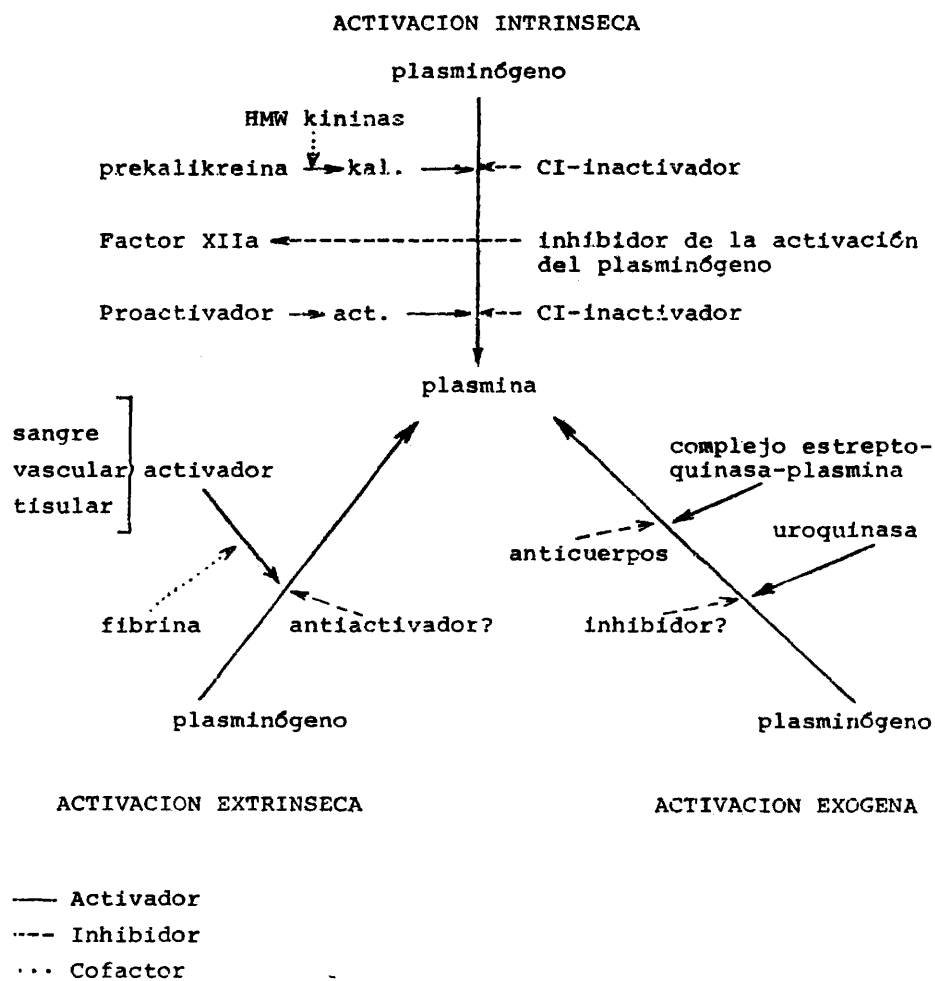 ACTIVACION INTRINSECA
plasminógeno
HMW kininas
prekalikreina kal. CI-inactivador
Factor XIIa inhibidor de la activación
del plasminógeno
Proactivador act. CI-inactivador
plasmina
sangre
vascular activador
tisular
complejo estrepto-
quinasa-plasmina
uroquinasa
anticuerpos
fibrina antiactivador? inhibidor?
plasminógeno plasminógeno
ACTIVACION EXTRINSECA ACTIVACION EXOGENA
Activador
Inhibidor
Cofactor